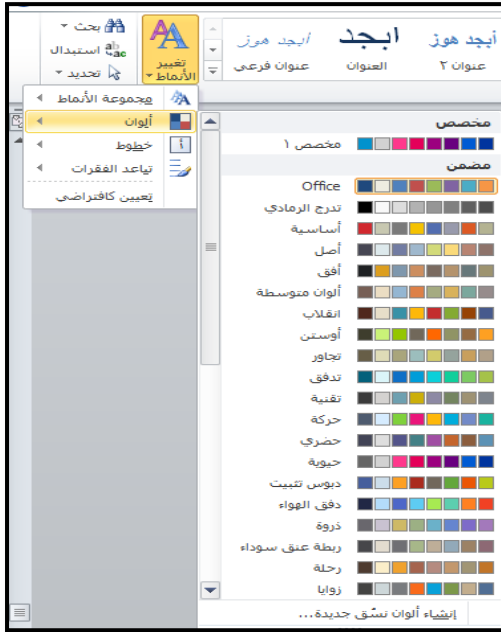 أبجد هوز ابجد ابجد هوز
عنوان ٢ العنوان عنوان فرعي
تغيير الأنماط
بحث
استبدال
تحديد
مجموعة الأنماط
ألوان
خطوط
تباعد الفقرات
تعيين كافتراضي
مخصص
مخصص ١
مضمن
Office
تدرج الرمادي
أساسية
أصل
أفق
ألوان متوسطة
انقلاب
أوستن
تجاور
تدفق
تقنية
حركة
حضري
حيوية
دبوس تثبيت
دفق الهواء
ذروة
ربطة عنق سوداء
رحلة
زوايا
إنشاء ألوان نسّق جديدة...